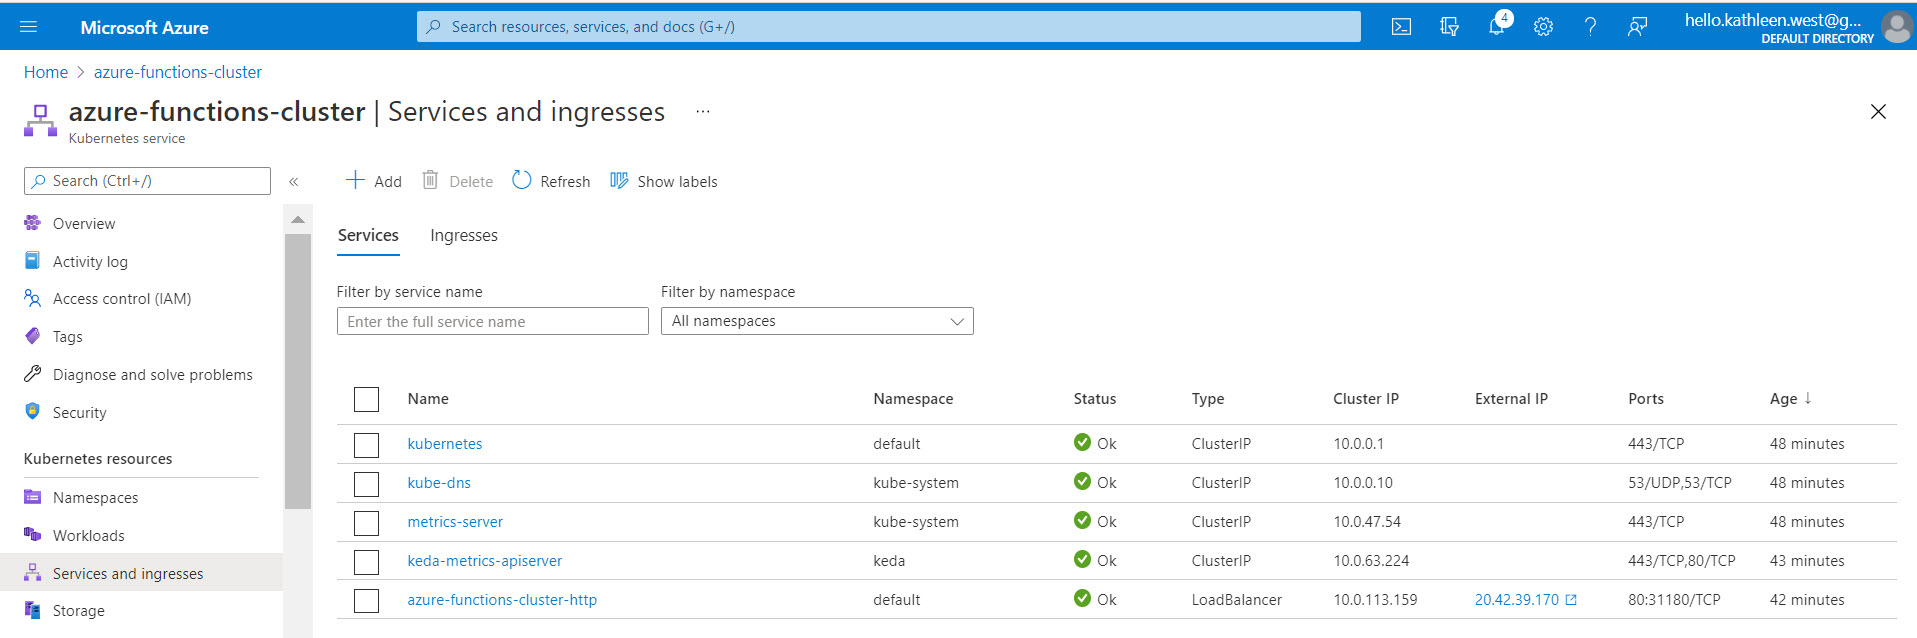 Microsoft Azure
Search resources, services, and docs (G+/)
4
hello.kathleen.west@g...
DEFAULT DIRECTORY
Home > azure-functions-cluster
azure-functions-cluster | Services and ingresses ...
Kubernetes service
Search (Ctrl+/) «
Add Delete Refresh Show labels
Overview
Activity log
Access control (IAM)
Tags
Diagnose and solve problems
Security
Kubernetes resources
Namespaces
Workloads
Services and ingresses
Storage
Services Ingresses
Filter by service name Filter by namespace
Enter the full service name All namespaces
Name Namespace Status Type Cluster IP External IP Ports Age ↓
kubernetes default Ok ClusterIP 10.0.0.1 443/TCP 48 minutes
kube-dns kube-system Ok ClusterIP 10.0.0.10 53/UDP,53/TCP 48 minutes
metrics-server kube-system Ok ClusterIP 10.0.47.54 443/TCP 48 minutes
keda-metrics-apiserver keda Ok ClusterIP 10.0.63.224 443/TCP,80/TCP 43 minutes
azure-functions-cluster-http default Ok LoadBalancer 10.0.113.159 20.42.39.170 80:31180/TCP 42 minutes